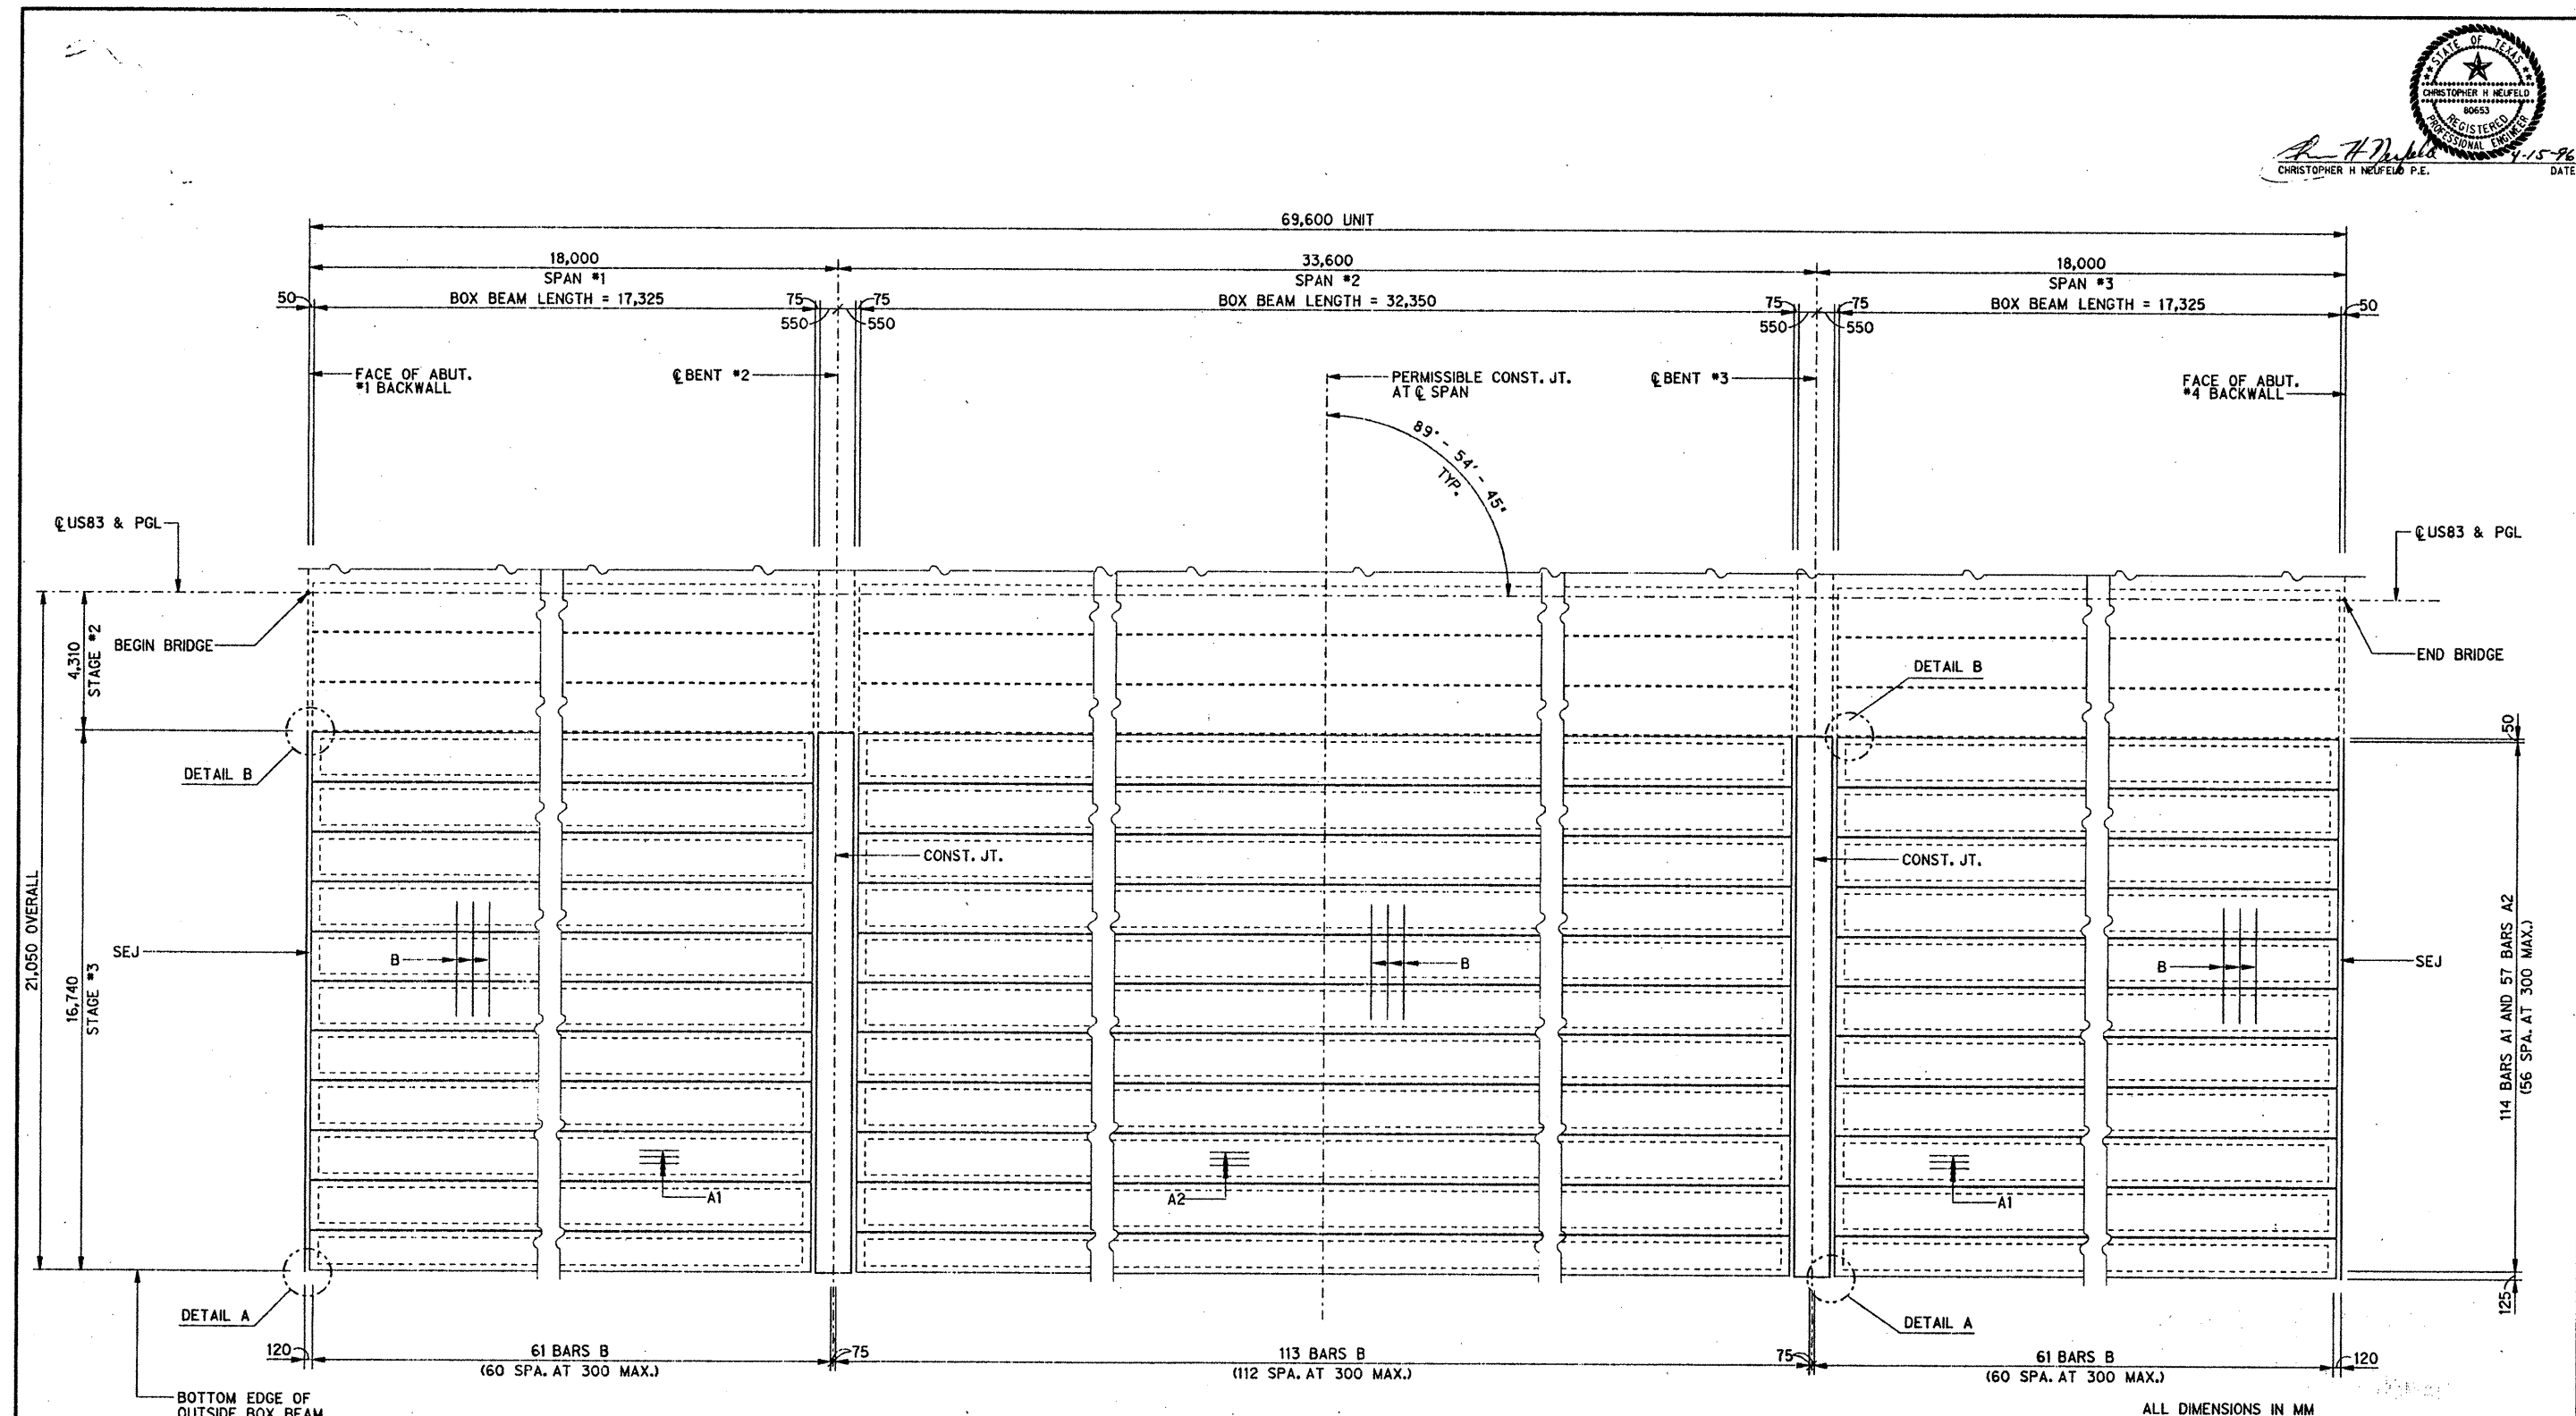 STATE OF TEXAS
CHRISTOPHER H NEUFELD
80653
REGISTERED
PROFESSIONAL ENGINEER
4-15-96
CHRISTOPHER H NEUFELD P.E.
DATE
69,600 UNIT
18,000
33,600
18,000
SPAN #1
SPAN #2
SPAN #3
50
BOX BEAM LENGTH = 17,325
75
75
BOX BEAM LENGTH = 32,350
75
75
BOX BEAM LENGTH = 17,325
50
550
550
550
550
FACE OF ABUT.
#1 BACKWALL
℄ BENT #2
PERMISSIBLE CONST. JT.
AT ℄ SPAN
℄ BENT #3
FACE OF ABUT.
#4 BACKWALL
89° - 54' - 45"
TYP.
℄ US83 & PGL
℄ US83 & PGL
BEGIN BRIDGE
END BRIDGE
4,310
STAGE #2
DETAIL B
DETAIL B
50
21,050 OVERALL
16,740
STAGE #3
CONST. JT.
CONST. JT.
SEJ
B
B
B
SEJ
114 BARS A1 AND 57 BARS A2
(56 SPA. AT 300 MAX.)
A1
A2
A1
125
DETAIL A
DETAIL A
120
61 BARS B
(60 SPA. AT 300 MAX.)
75
113 BARS B
(112 SPA. AT 300 MAX.)
75
61 BARS B
(60 SPA. AT 300 MAX.)
120
BOTTOM EDGE OF
OUTSIDE BOX BEAM
ALL DIMENSIONS IN MM